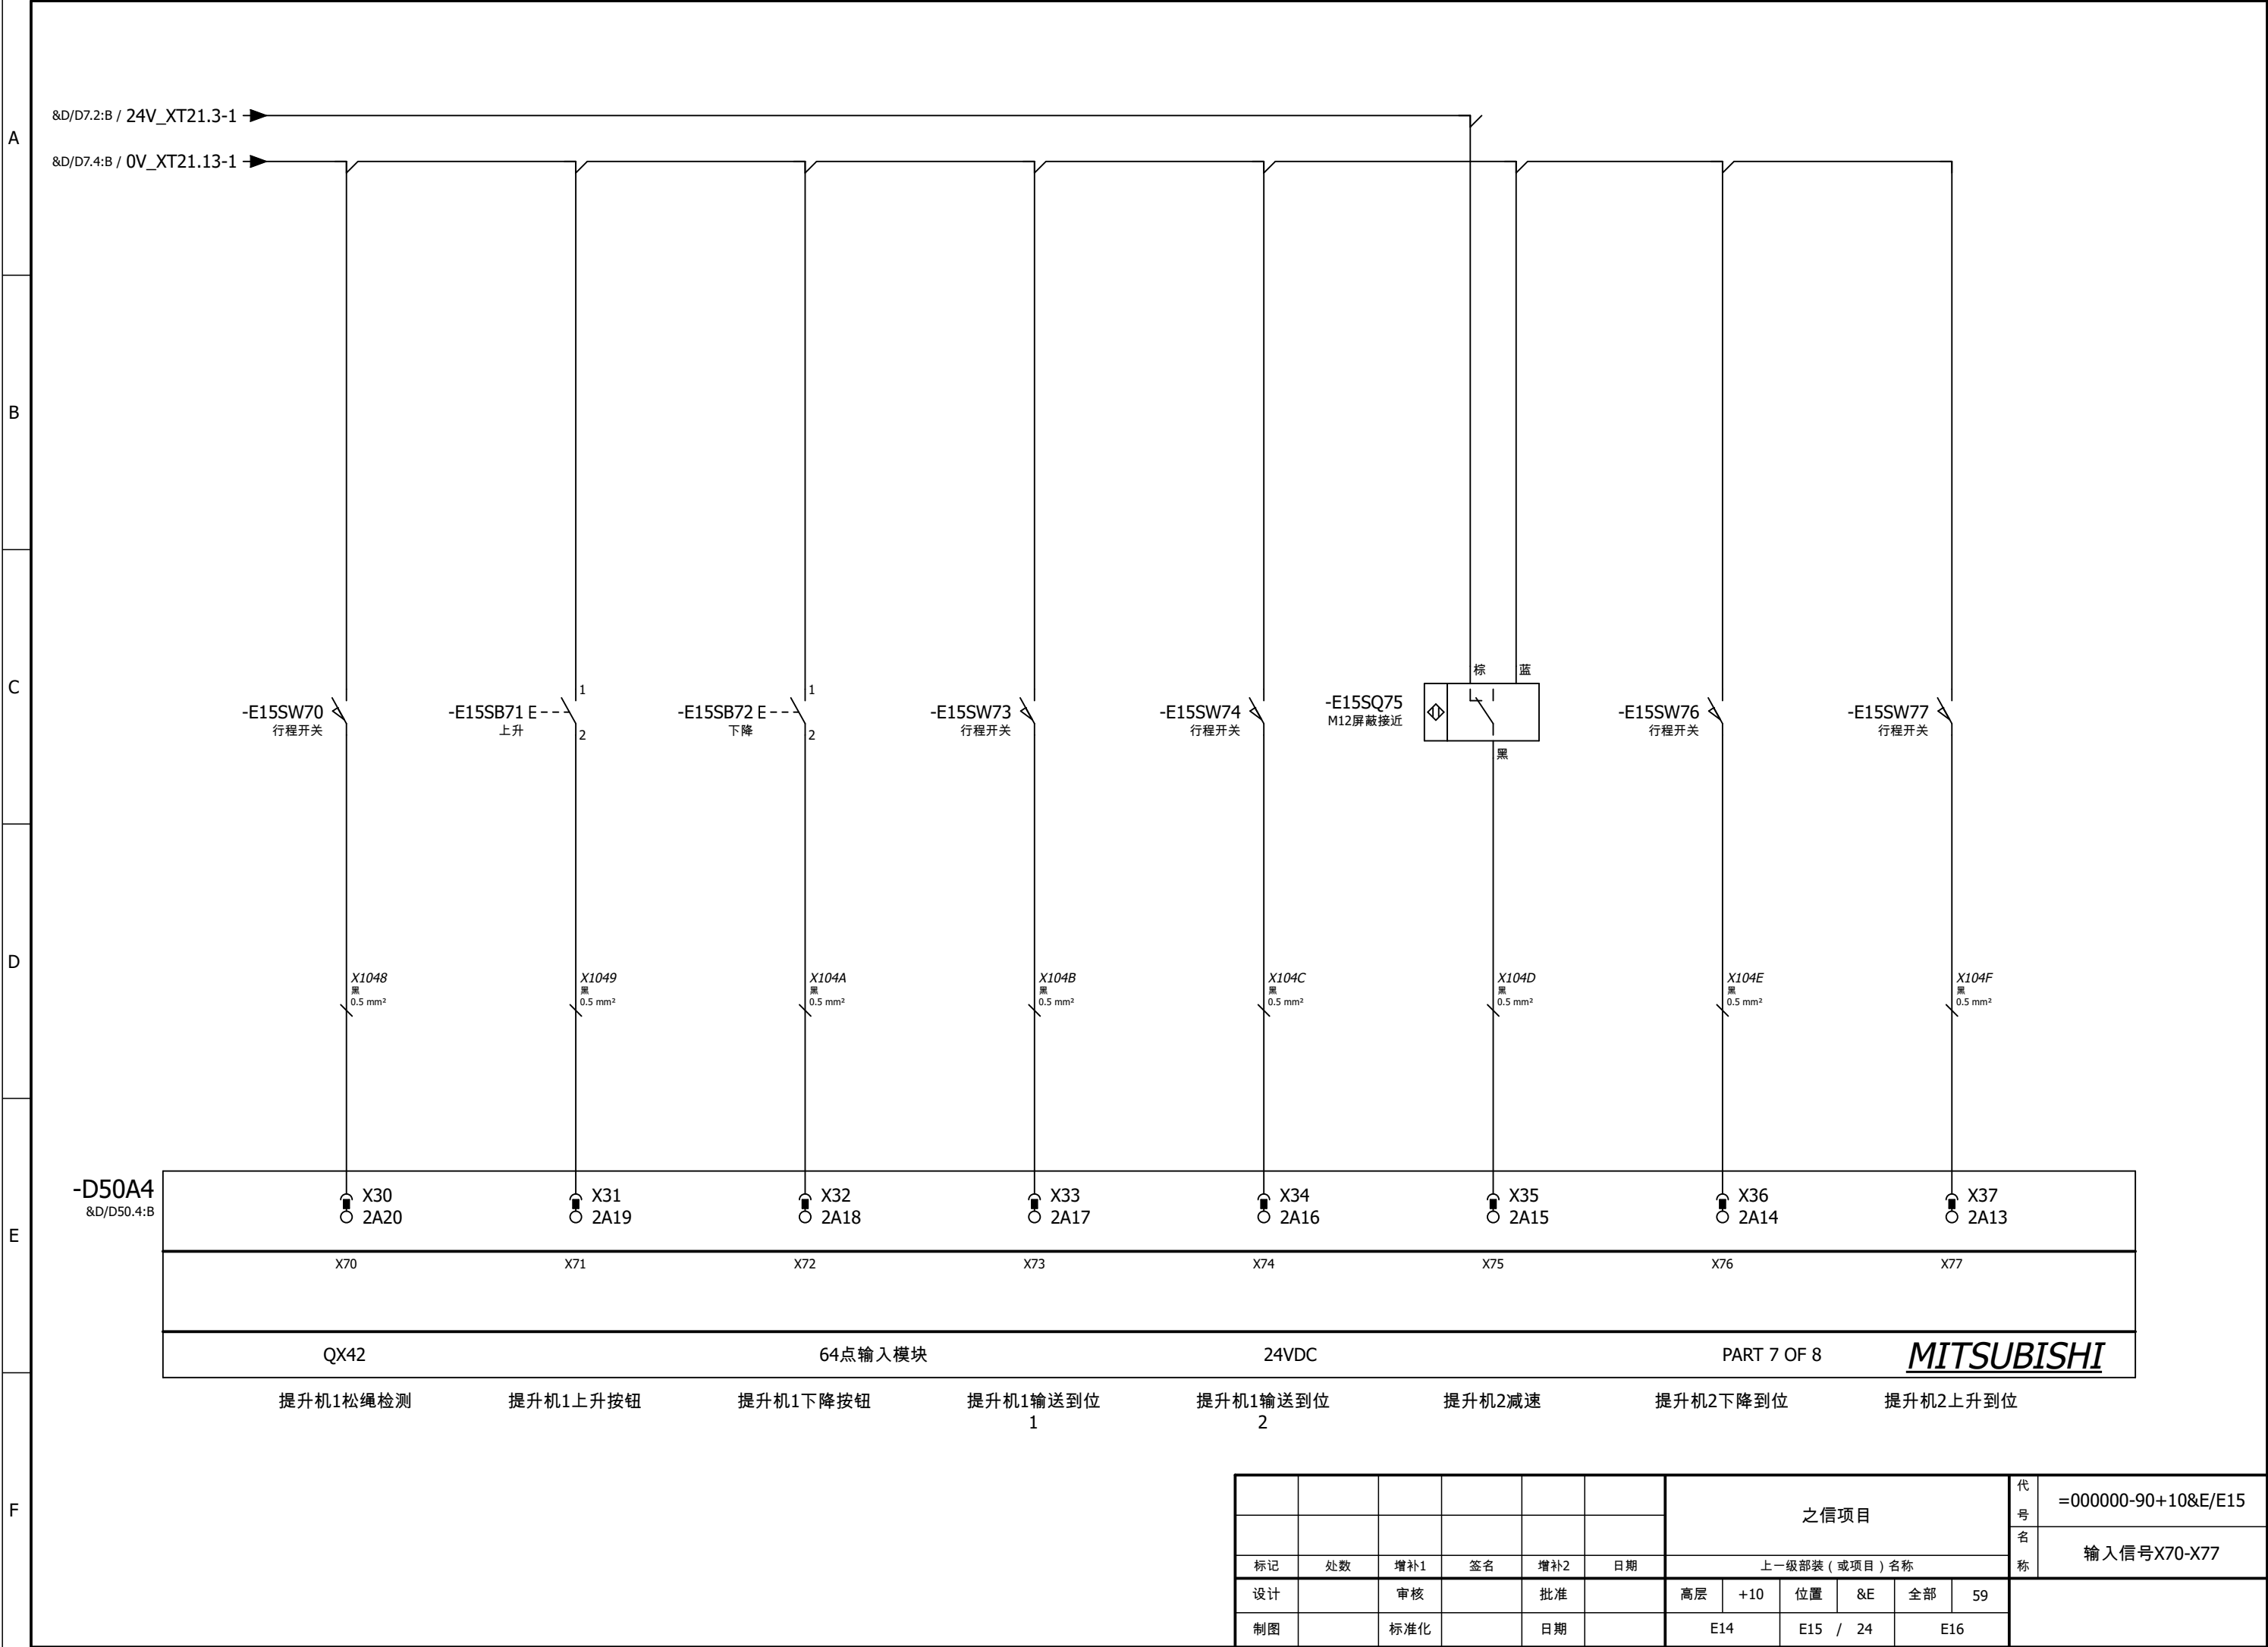 A
B
C
D
E
F
&D/D7.2:B / 24V_XT21.3-1
&D/D7.4:B / 0V_XT21.13-1
-E15SW70
行程开关
-E15SB71 E
上升
1
2
-E15SB72 E
下降
1
2
-E15SW73
行程开关
-E15SW74
行程开关
-E15SQ75
M12屏蔽接近
棕 蓝
黑
-E15SW76
行程开关
-E15SW77
行程开关
X1048
黑
0.5 mm²
X1049
黑
0.5 mm²
X104A
黑
0.5 mm²
X104B
黑
0.5 mm²
X104C
黑
0.5 mm²
X104D
黑
0.5 mm²
X104E
黑
0.5 mm²
X104F
黑
0.5 mm²
-D50A4
&D/D50.4:B
X30 X31 X32 X33 X34 X35 X36 X37
2A20 2A19 2A18 2A17 2A16 2A15 2A14 2A13
X70 X71 X72 X73 X74 X75 X76 X77
QX42 64点输入模块 24VDC PART 7 OF 8 MITSUBISHI
提升机1松绳检测
提升机1上升按钮
提升机1下降按钮
提升机1输送到位
1
提升机1输送到位
2
提升机2减速
提升机2下降到位
提升机2上升到位
之信项目
代号 =000000-90+10&E/E15
名称 输入信号X70-X77
标记 处数 增补1 签名 增补2 日期 上一级部装（或项目）名称
设计 审核 批准 高层 +10 位置 &E 全部 59
制图 标准化 日期 E14 E15 / 24 E16